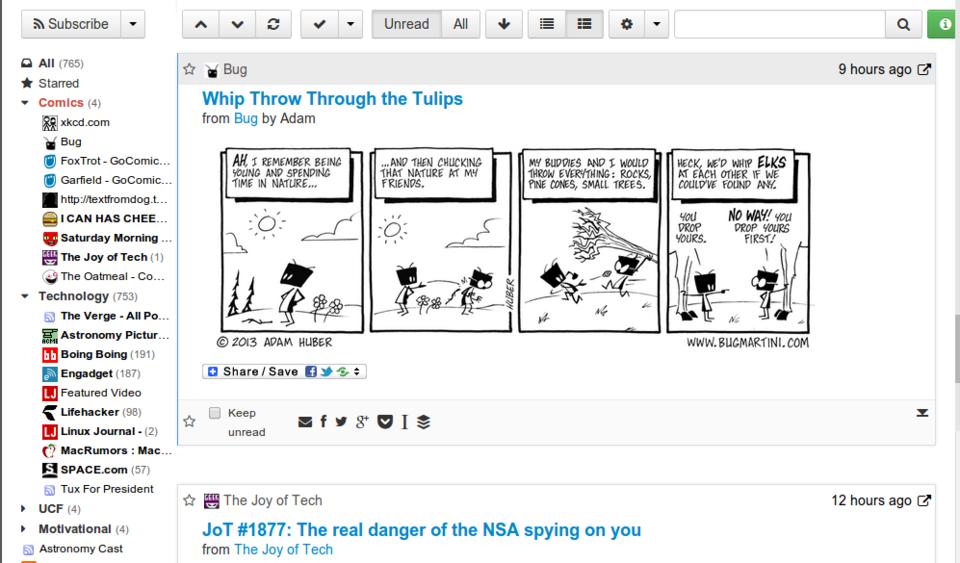 Subscribe
Unread All
All (765)
Starred
Comics (4)
xkcd.com
Bug
FoxTrot - GoComic...
Garfield - GoComic...
http://textfromdog.t...
I CAN HAS CHEE...
Saturday Morning ...
The Joy of Tech (1)
The Oatmeal - Co...
Technology (753)
The Verge - All Po...
Astronomy Pictur...
Boing Boing (191)
Engadget (187)
Featured Video
Lifehacker (98)
Linux Journal - (2)
MacRumors : Mac...
SPACE.com (57)
Tux For President
UCF (4)
Motivational (4)
Astronomy Cast
Bug 9 hours ago
Whip Throw Through the Tulips
from Bug by Adam
AH, I REMEMBER BEING
YOUNG AND SPENDING
TIME IN NATURE...
...AND THEN CHUCKING
THAT NATURE AT MY
FRIENDS.
HUBER
MY BUDDIES AND I WOULD
THROW EVERYTHING: ROCKS,
PINE CONES, SMALL TREES.
HECK, WE'D WHIP ELKS
AT EACH OTHER IF WE
COULD'VE FOUND ANY.
YOU
DROP
YOURS.
NO WAY! YOU
DROP YOURS
FIRST!
© 2013 ADAM HUBER
WWW.BUGMARTINI.COM
Share / Save
Keep
unread
The Joy of Tech 12 hours ago
JoT #1877: The real danger of the NSA spying on you
from The Joy of Tech